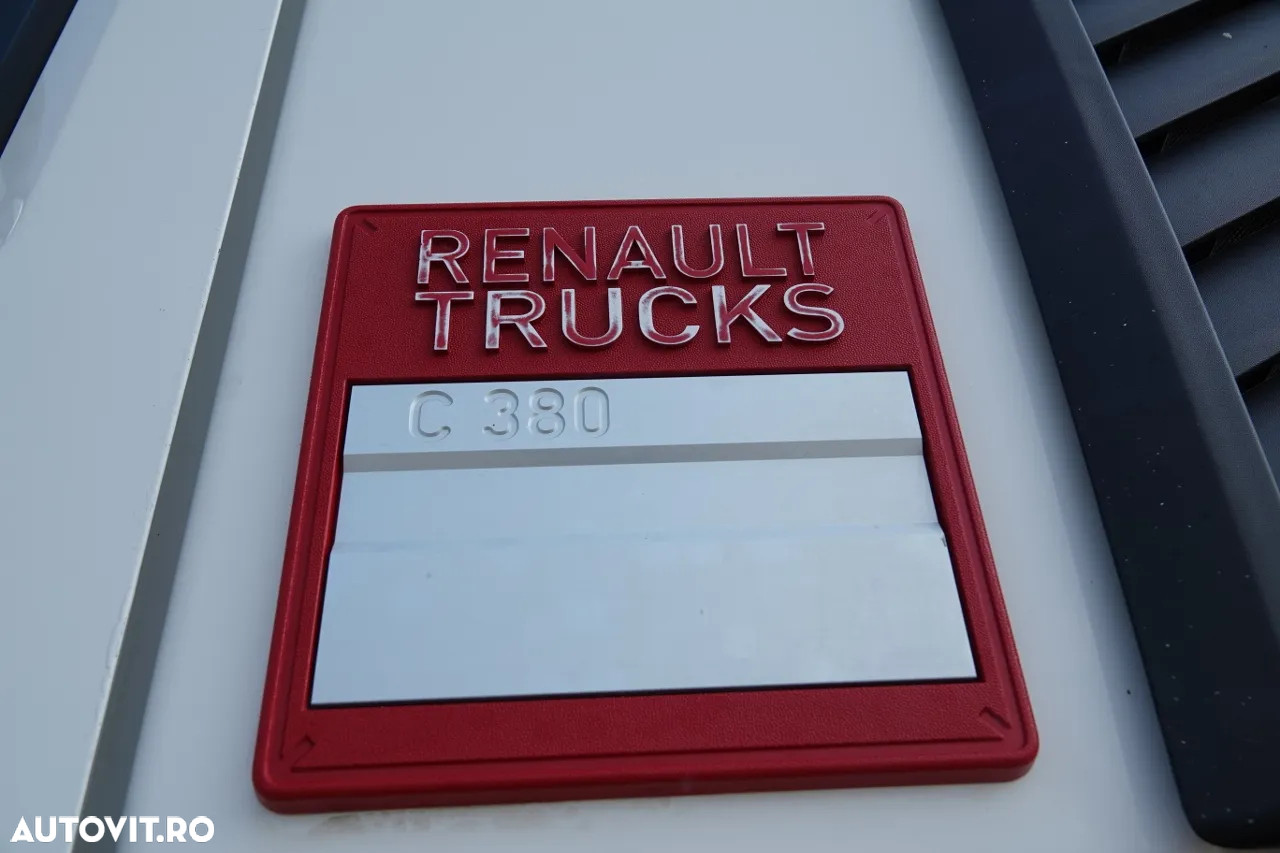 RENAULT
TRUCKS
C 380
AUTOVIT.RO